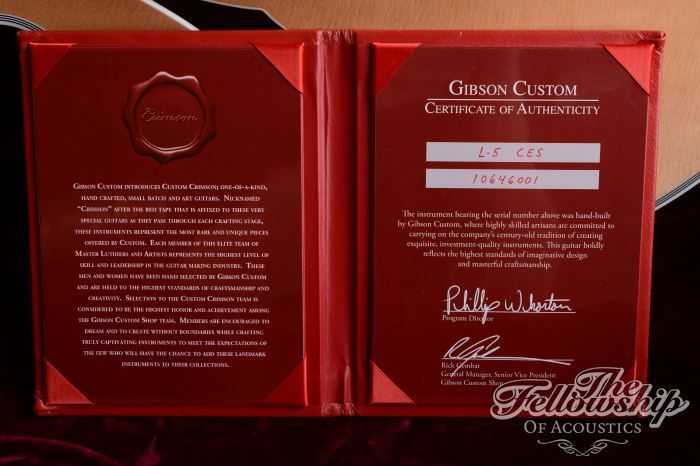 Crimson
Gibson Custom introduces Custom Crimson; one-of-a-kind,
hand crafted, small batch and art guitars. Nicknamed
"Crimson" after the red tape that is affixed to these very
special guitars as they pass through each crafting stage,
these instruments represent the most rare and unique pieces
offered by Custom. Each member of this elite team of
Master Luthiers and Artists represents the highest level of
skill and leadership in the guitar making industry. These
men and women have been hand selected by Gibson Custom
and are held to the highest standards of craftsmanship and
creativity. Selection to the Custom Crimson team is
considered to be the highest honor and achievement among
the Gibson Custom Shop team. Members are encouraged to
dream and to create without boundaries while crafting
truly captivating instruments to meet the expectations of
the few who will have the chance to add these landmark
instruments to their collections.
Gibson Custom
Certificate of Authenticity
L-5 CES
10646001
The instrument bearing the serial number above was hand-built
by Gibson Custom, where highly skilled artisans are committed to
carrying on the company's century-old tradition of creating
exquisite, investment-quality instruments. This guitar boldly
reflects the highest standards of imaginative design
and masterful craftsmanship.
Phillip Wharton
Program Director
Rick Gembar
General Manager, Senior Vice President
Gibson Custom Shop
The
Fellowship
of Acoustics